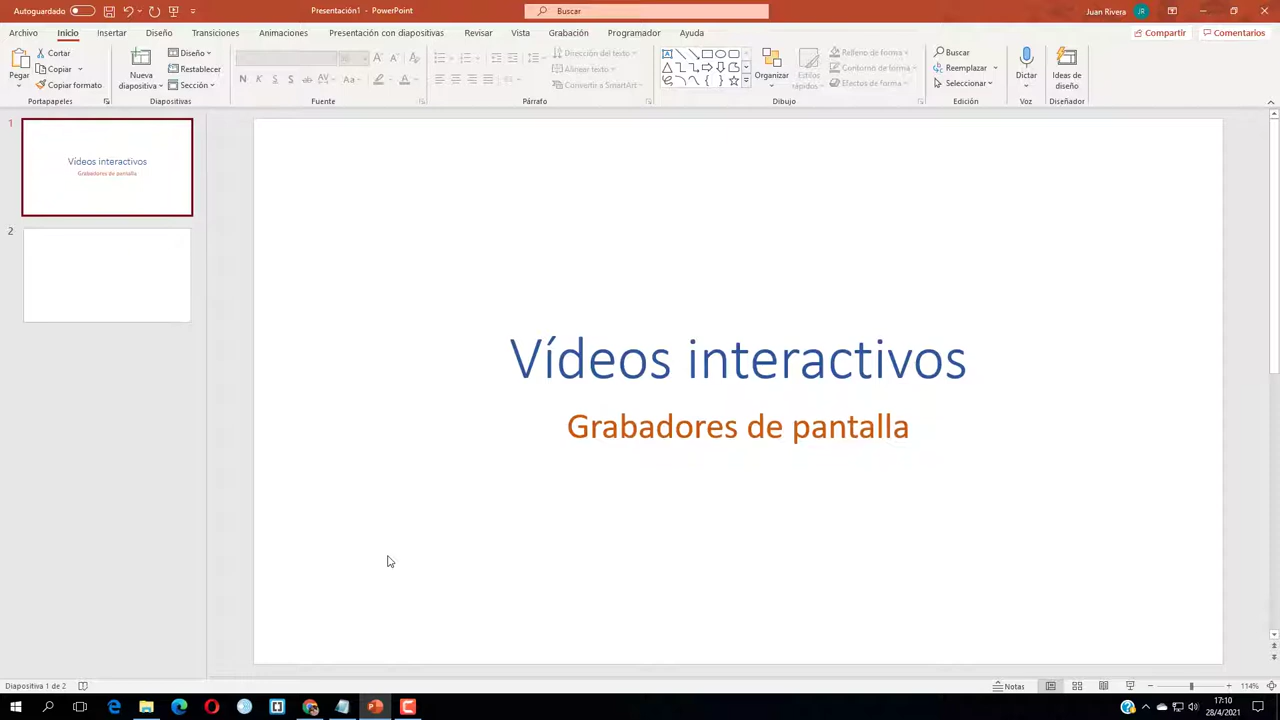 Autoguardado
Presentación1 - PowerPoint
Buscar
Juan Rivera
JR
Archivo
Inicio
Insertar
Diseño
Transiciones
Animaciones
Presentación con diapositivas
Revisar
Vista
Grabación
Programador
Ayuda
Compartir
Comentarios
Pegar
Cortar
Copiar
Copiar formato
Portapapeles
Nueva
diapositiva
Diseño
Restablecer
Sección
Diapositivas
N K S S
Aa
Fuente
Dirección del texto
Alinear texto
Convertir a SmartArt
Párrafo
Organizar
Estilos
rápidos
Relleno de forma
Contorno de forma
Efectos de forma
Dibujo
Buscar
Reemplazar
Seleccionar
Edición
Dictar
Voz
Ideas de
diseño
Diseñador
1
Vídeos interactivos
Grabadores de pantalla
2
Vídeos interactivos
Grabadores de pantalla
Diapositiva 1 de 2
Notas
114%
17:10
28/4/2021